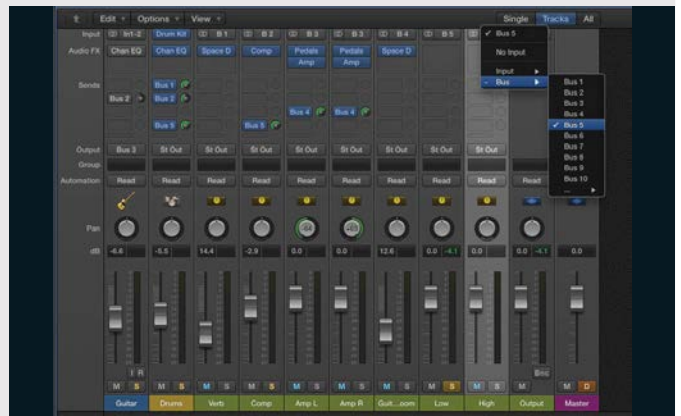 Edit Options View Single Tracks All
Input In1-2 Drum Kit B 1 B 2 B 3 B 3 B 4 B 5
Audio FX Chan EQ Chan EQ Space D Comp Pedals Pedals Space D
Amp Amp
Sends Bus 1
Bus 2 Bus 2
Bus 4 Bus 4
Bus 5 Bus 5
Output Bus 3 St Out St Out St Out St Out St Out St Out St Out St Out
Group
Automation Read Read Read Read Read Read Read Read Read Read Read
Pan -64 +63
dB -6.6 -5.5 14.4 -2.9 0.0 0.0 12.6 0.0 -4.1 0.0 0.0 -4.1 0.0
I R Bnc
M S M S M S M S M S M S M S M S M S M M D
Guitar Drums Verb Comp Amp L Amp R Guit...oom Low High Output Master
✓ Bus 5
No Input
Input
- Bus
Bus 1
Bus 2
Bus 3
Bus 4
✓ Bus 5
Bus 6
Bus 7
Bus 8
Bus 9
Bus 10
...